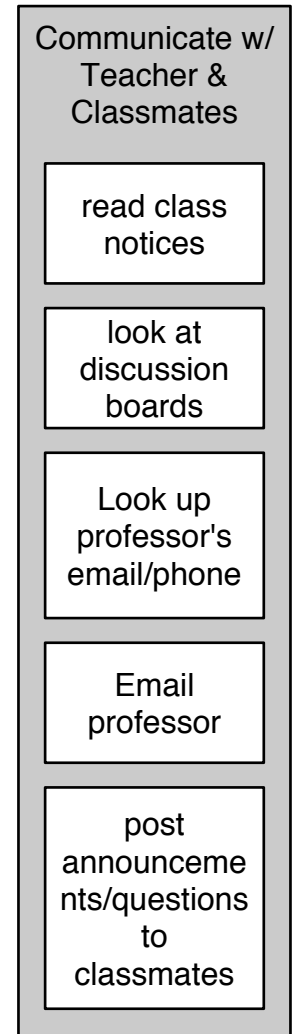 Communicate w/
Teacher &
Classmates
read class
notices
look at
discussion
boards
Look up
professor's
email/phone
Email
professor
post
announceme
nts/questions
to
classmates